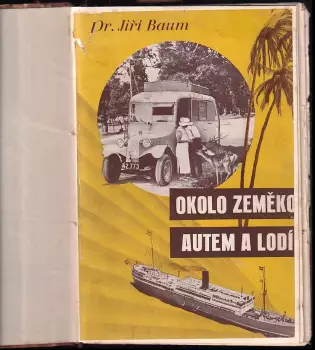 Dr. Jiří Baum
OKOLO ZEMĚKO
AUTEM A LODÍ